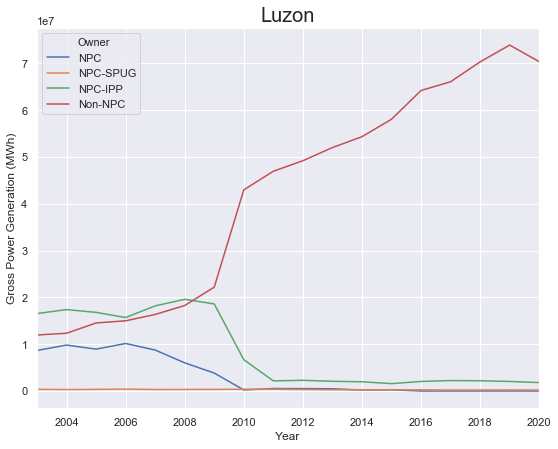 Luzon
1e7
Owner
NPC
NPC-SPUG
NPC-IPP
Non-NPC
7
6
5
4
3
2
1
0
Gross Power Generation (MWh)
2004 2006 2008 2010 2012 2014 2016 2018 2020
Year